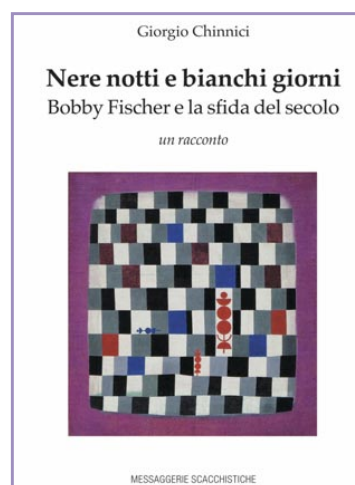 Giorgio Chinnici
Nere notti e bianchi giorni
Bobby Fischer e la sfida del secolo
un racconto
MESSAGGERIE SCACCHISTICHE